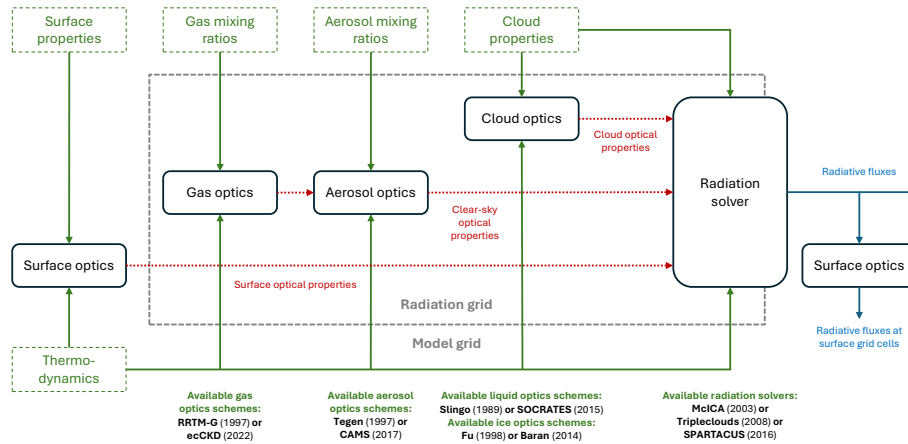 Surface
properties
Gas mixing
ratios
Aerosol mixing
ratios
Cloud
properties
Cloud optics
Cloud optical
properties
Gas optics
Aerosol optics
Radiation
solver
Radiative fluxes
Clear-sky
optical
properties
Surface optics
Surface optics
Surface optical properties
Radiation grid
Radiative fluxes at
surface grid cells
Model grid
Thermo-
dynamics
Available gas
optics schemes:
RRTM-G (1997) or
ecCKD (2022)
Available aerosol
optics schemes:
Tegen (1997) or
CAMS (2017)
Available liquid optics schemes:
Slingo (1989) or SOCRATES (2015)
Available ice optics schemes:
Fu (1998) or Baran (2014)
Available radiation solvers:
McICA (2003) or
Tripleclouds (2008) or
SPARTACUS (2016)